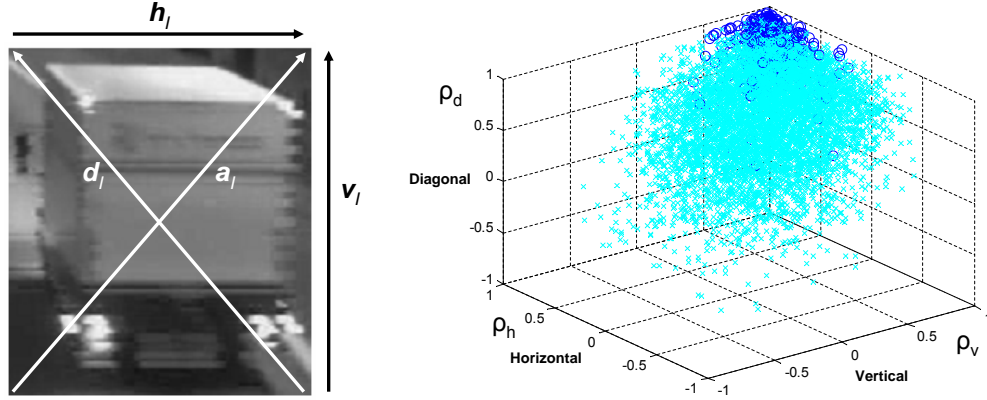 h_l
d_l
a_l
v_l
ρ_d
1
0.5
Diagonal
0
-0.5
-1
1
ρ_h
0.5
Horizontal
0
-0.5
-1
-1
-0.5
Vertical
0
0.5
ρ_v